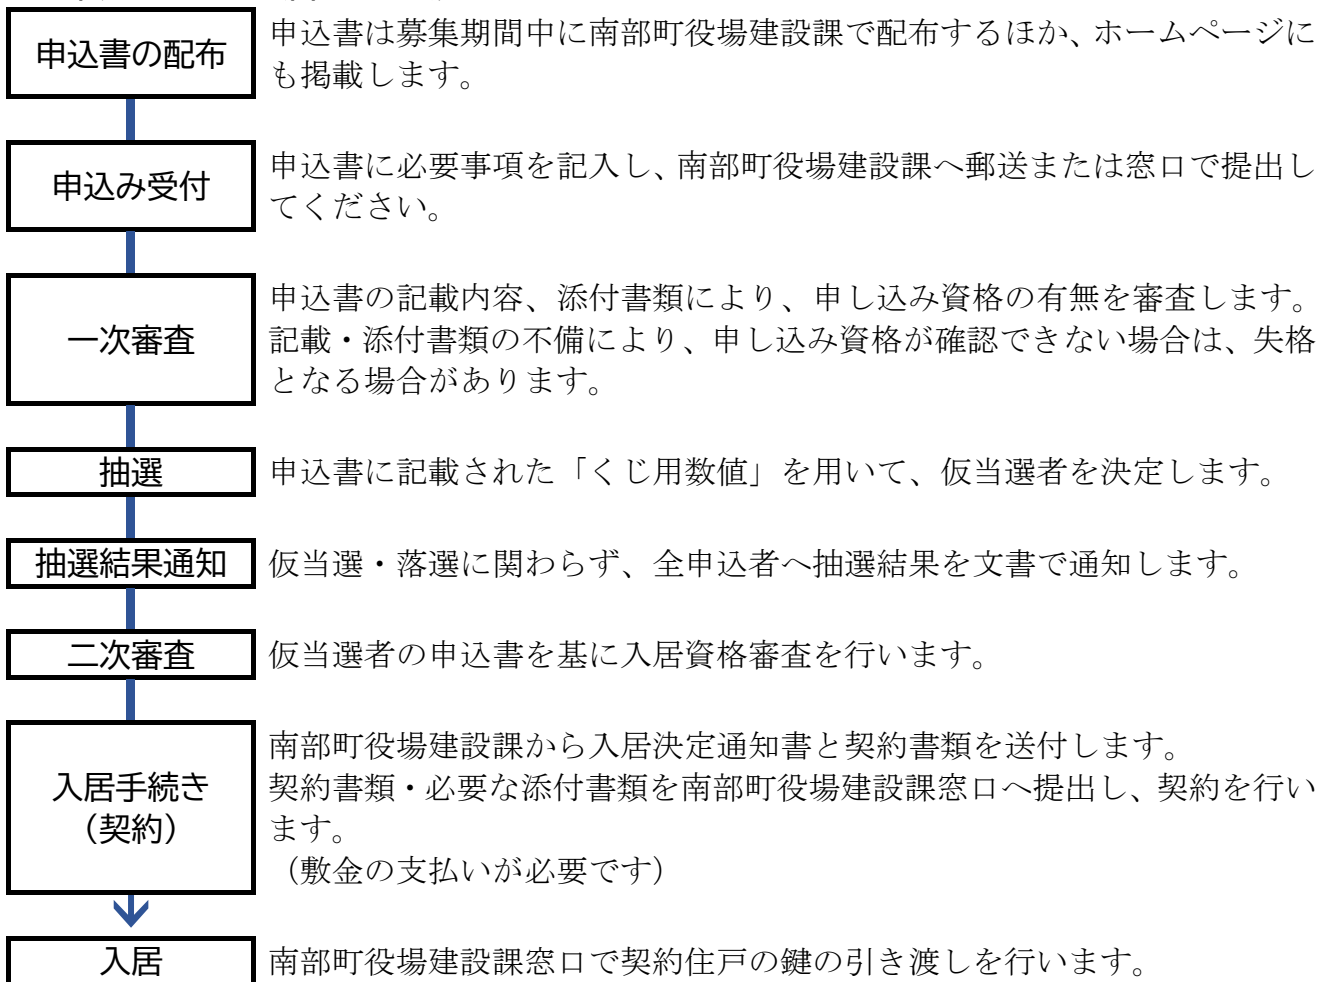 申込書の配布
申込書は募集期間中に南部町役場建設課で配布するほか、ホームページに
も掲載します。
申込み受付
申込書に必要事項を記入し、南部町役場建設課へ郵送または窓口で提出し
てください。
一次審査
申込書の記載内容、添付書類により、申し込み資格の有無を審査します。
記載・添付書類の不備により、申し込み資格が確認できない場合は、失格
となる場合があります。
抽選
申込書に記載された「くじ用数値」を用いて、仮当選者を決定します。
抽選結果通知
仮当選・落選に関わらず、全申込者へ抽選結果を文書で通知します。
二次審査
仮当選者の申込書を基に入居資格審査を行います。
入居手続き
（契約）
南部町役場建設課から入居決定通知書と契約書類を送付します。
契約書類・必要な添付書類を南部町役場建設課窓口へ提出し、契約を行い
ます。
（敷金の支払いが必要です）
入居
南部町役場建設課窓口で契約住戸の鍵の引き渡しを行います。